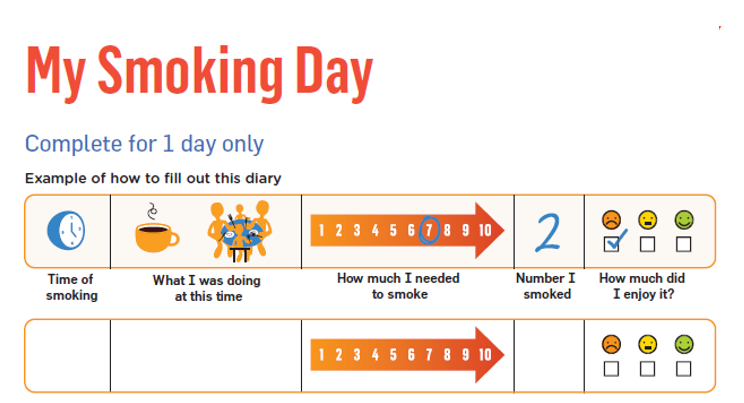 My Smoking Day
Complete for 1 day only
Example of how to fill out this diary
1 2 3 4 5 6 7 8 9 10
2
Time of
smoking
What I was doing
at this time
How much I needed
to smoke
Number I
smoked
How much did
I enjoy it?
1 2 3 4 5 6 7 8 9 10